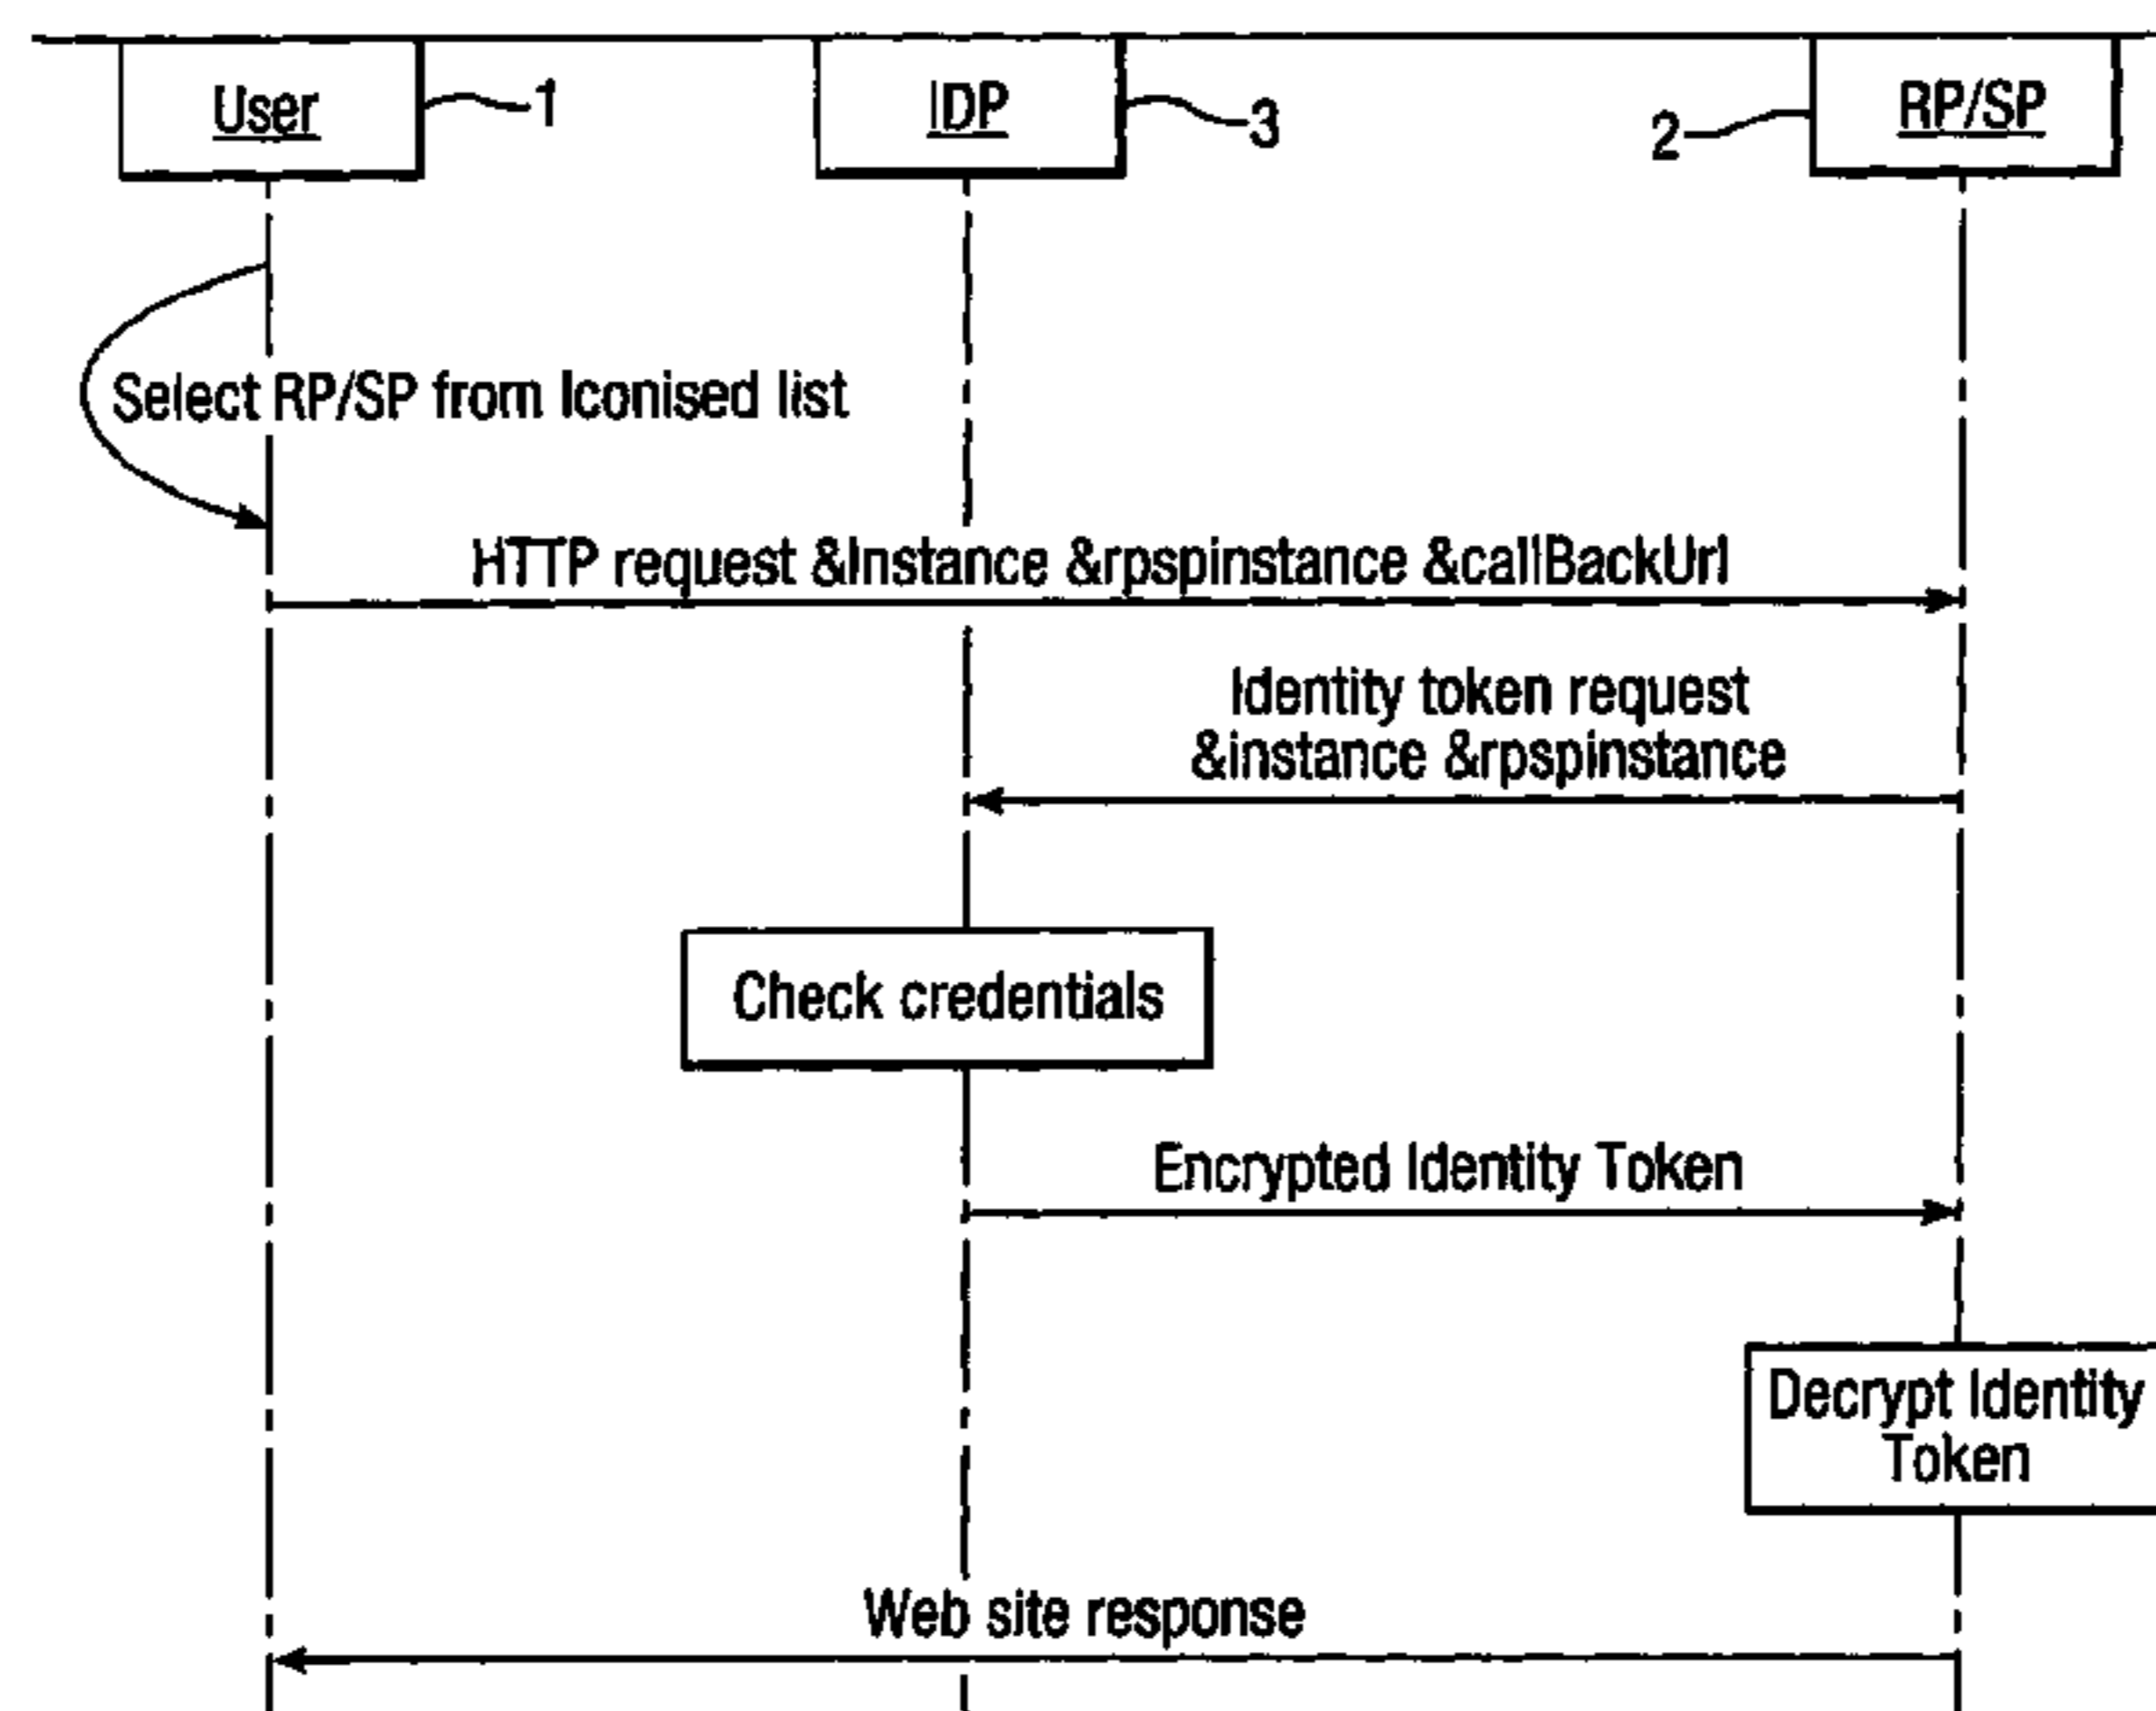 User
1
IDP
3
2
RP/SP
Select RP/SP from Iconised list
HTTP request &Instance &rpspinstance &callBackUrl
Identity token request
&instance &rpspinstance
Check credentials
Encrypted Identity Token
Decrypt Identity
Token
Web site response